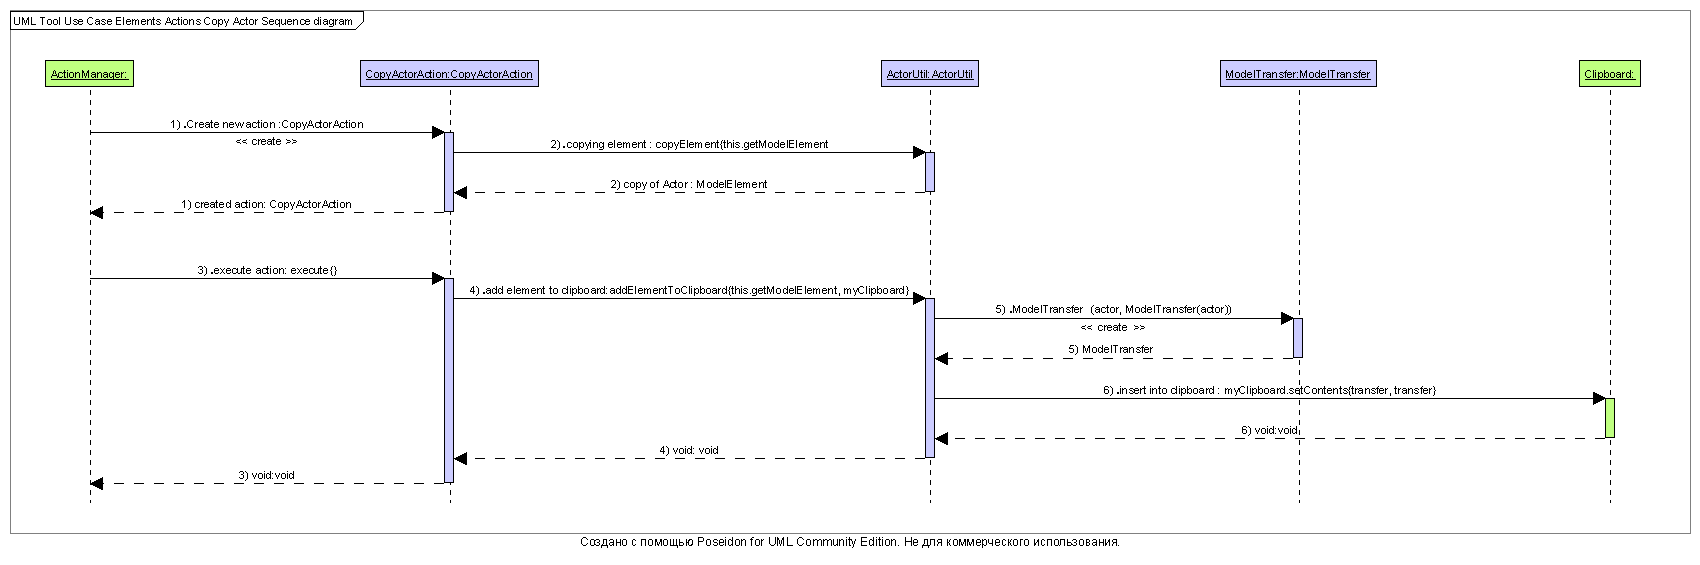 UML Tool Use Case Elements Actions Copy Actor Sequence diagram
ActionManager:
CopyActorAction:CopyActorAction
ActorUtil:ActorUtil
ModelTransfer:ModelTransfer
Clipboard:
1) .Create new action :CopyActorAction
<< create >>
2) .copying element : copyElement{this.getModelElement
2) copy of Actor : ModelElement
1) created action: CopyActorAction
3) .execute action: execute{}
4) .add element to clipboard:addElementToClipboard{this.getModelElement, myClipboard}
5) .ModelTransfer (actor, ModelTransfer(actor))
<< create >>
5) ModelTransfer
6) .insert into clipboard : myClipboard.setContents{transfer, transfer}
6) void:void
4) void: void
3) void:void
Создано с помощью Poseidon for UML Community Edition. Не для коммерческого использования.